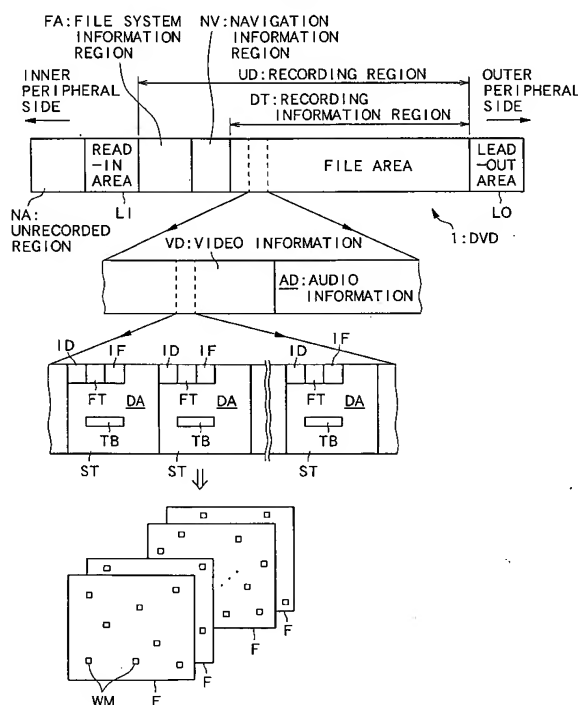 FA: FILE SYSTEM
INFORMATION
REGION
NV: NAVIGATION
INFORMATION
REGION
INNER
PERIPHERAL
SIDE
UD: RECORDING REGION
OUTER
PERIPHERAL
SIDE
DT: RECORDING
INFORMATION REGION
READ
-IN
AREA
FILE AREA
LEAD
-OUT
AREA
NA:
UNRECORDED
REGION
LI
LO
1: DVD
VD: VIDEO INFORMATION
AD: AUDIO
INFORMATION
ID IF ID IF ID IF
FT DA FT DA FT DA
TB TB TB
ST ST ST
F
F
F
WM F